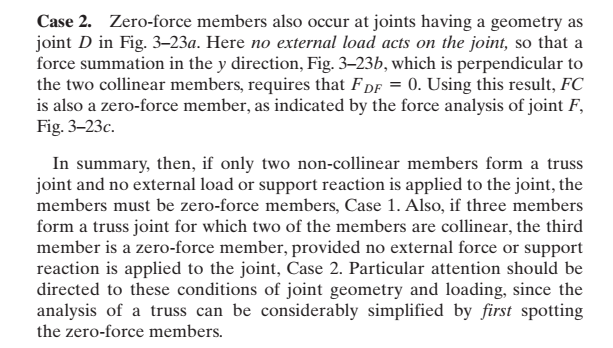 Case 2. Zero-force members also occur at joints having a geometry as
joint D in Fig. 3–23a. Here no external load acts on the joint, so that a
force summation in the y direction, Fig. 3–23b, which is perpendicular to
the two collinear members, requires that F DF = 0. Using this result, FC
is also a zero-force member, as indicated by the force analysis of joint F,
Fig. 3–23c.
In summary, then, if only two non-collinear members form a truss
joint and no external load or support reaction is applied to the joint, the
members must be zero-force members, Case 1. Also, if three members
form a truss joint for which two of the members are collinear, the third
member is a zero-force member, provided no external force or support
reaction is applied to the joint, Case 2. Particular attention should be
directed to these conditions of joint geometry and loading, since the
analysis of a truss can be considerably simplified by first spotting
the zero-force members.